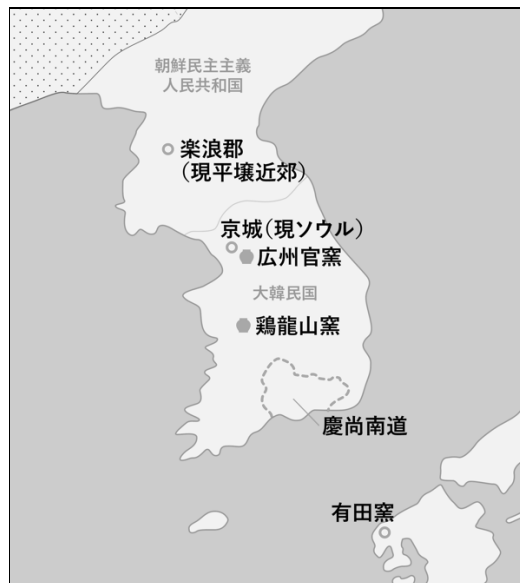 朝鮮民主主義
人民共和国
楽浪郡
(現平壌近郊)
京城(現ソウル)
広州官窯
大韓民国
鶏龍山窯
慶尚南道
有田窯